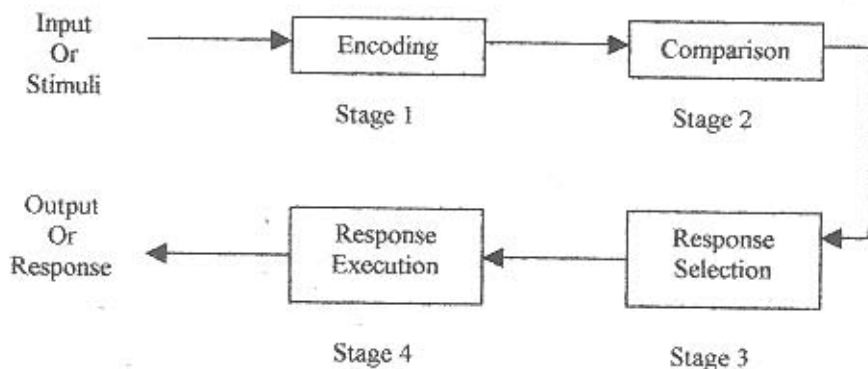 Input
Or
Stimuli
Encoding
Comparison
Stage 1
Stage 2
Output
Or
Response
Response
Execution
Response
Selection
Stage 4
Stage 3